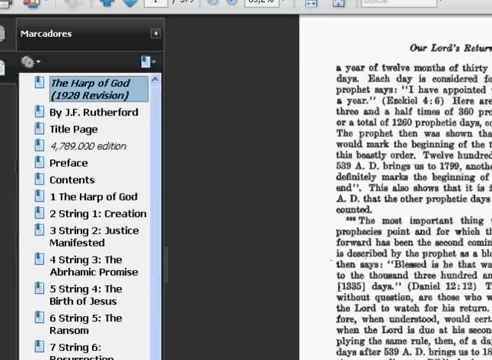 Marcadores
The Harp of God
(1928 Revision)
By J.F. Rutherford
Title Page
4,789,000 edition
Preface
Contents
1 The Harp of God
2 String 1: Creation
3 String 2: Justice
Manifested
4 String 3: The
Abrhamic Promise
5 String 4: The
Birth of Jesus
6 String 5: The
Ransom
7 String 6:
Resurrection
Our Lord's Return
a year of twelve months of thirty
days. Each day is considered fo
prophet says: "I have appointed
a year." (Ezekiel 4: 6) Here are
three and a half times of 360 pro
or a total of 1260 prophetic days, co
The prophet then was shown tha
would mark the beginning of the t
this beastly order. Twelve hundred
539 A. D. brings us to 1799, anot
definitely marks the beginning of
end". This also shows that it is f
A. D. that the other prophetic days
counted.
The most important thing
prophecies point and for which th
forward has been the second comin
is described by the prophet as a ble
then says: "Blessed is he that wa
to the thousand three hundred an
[1335] days." (Daniel 12: 12) Th
without question, are those who w
the Lord to watch for his return.
fore, when understood, would cert
when the Lord is due at his secon
plying the same rule, then, of a da
days after 539 A. D. brings us to 18